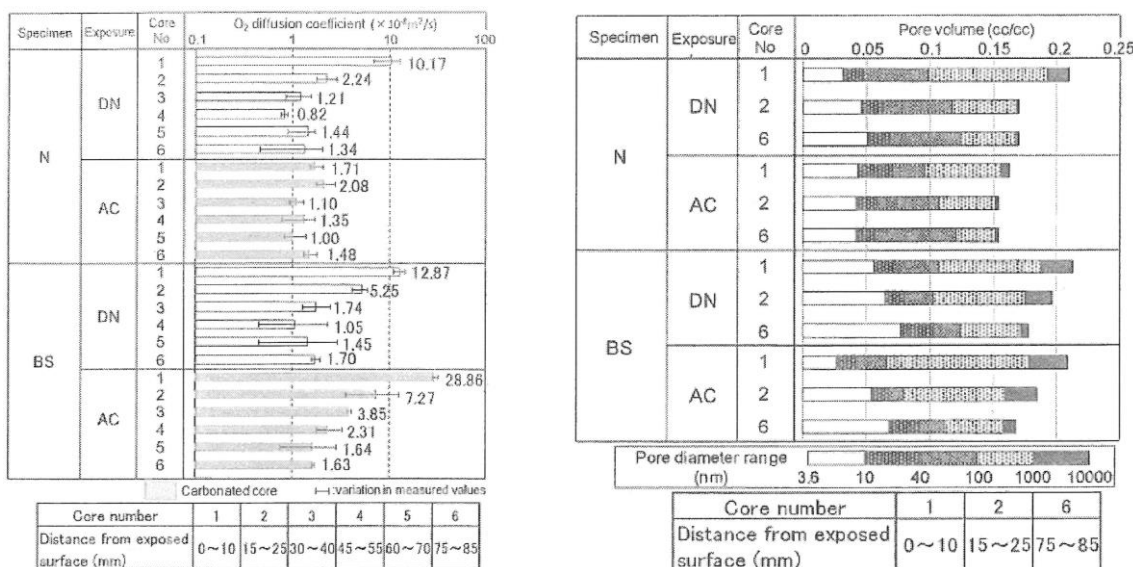 Specimen Exposure Core No O₂ diffusion coefficient (×10⁻⁸m²/s)
0.1 1 10 100
N DN 1 10.17
2 2.24
3 1.21
4 0.82
5 1.44
6 1.34
AC 1 1.71
2 2.08
3 1.10
4 1.35
5 1.00
6 1.48
BS DN 1 12.87
2 5.25
3 1.74
4 1.05
5 1.45
6 1.70
AC 1 28.86
2 7.27
3 3.85
4 2.31
5 1.64
6 1.63
Carbonated core variation in measured values
Core number 1 2 3 4 5 6
Distance from exposed surface (mm) 0~10 15~25 30~40 45~55 60~70 75~85
Specimen Exposure Core No Pore volume (cc/cc)
0 0.05 0.1 0.15 0.2 0.25
N DN 1
2
6
AC 1
2
6
BS DN 1
2
6
AC 1
2
6
Pore diameter range (nm)
3.6 10 40 100 1000 10000
Core number 1 2 6
Distance from exposed surface (mm) 0~10 15~25 75~85